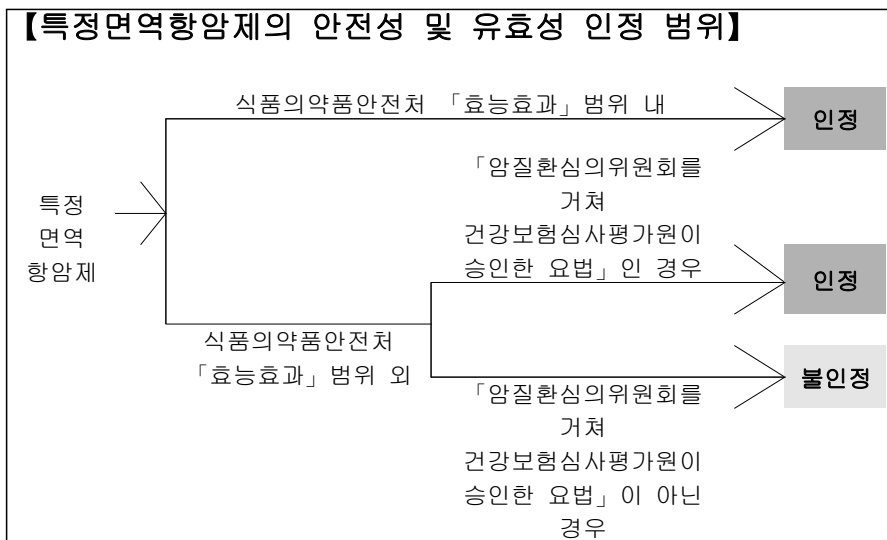 【특정면역항암제의 안전성 및 유효성 인정 범위】
식품의약품안전처 「효능효과」범위 내
인정
「암질환심의위원회를
거쳐
건강보험심사평가원이
승인한 요법」인 경우
특정
면역
항암제
인정
식품의약품안전처
「효능효과」범위 외
불인정
「암질환심의위원회를
거쳐
건강보험심사평가원이
승인한 요법」이 아닌
경우